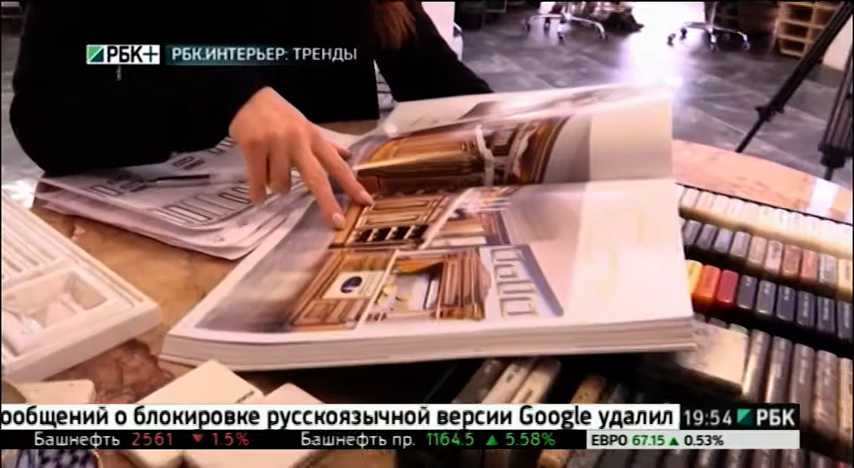 РБК+ РБК.ИНТЕРЬЕР: ТРЕНДЫ
ообщений о блокировке русскоязычной версии Google удалил 19:54 РБК
Башнефть 2561 ▼ 1.5% Башнефть пр. 1164.5 ▲ 5.58% ЕВРО 67.15 ▲ 0.53%